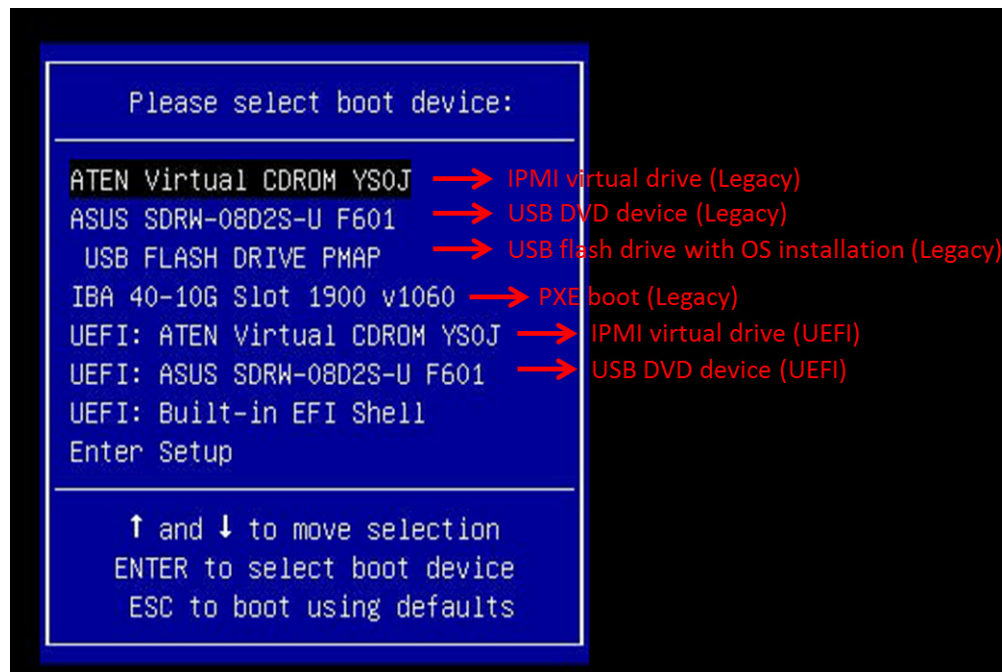 Please select boot device:
ATEN Virtual CDROM YS0J → IPMI virtual drive (Legacy)
ASUS SDRW-08D2S-U F601 → USB DVD device (Legacy)
USB FLASH DRIVE PMAP → USB flash drive with OS installation (Legacy)
IBA 40-10G Slot 1900 v1060 → PXE boot (Legacy)
UEFI: ATEN Virtual CDROM YS0J → IPMI virtual drive (UEFI)
UEFI: ASUS SDRW-08D2S-U F601 → USB DVD device (UEFI)
UEFI: Built-in EFI Shell
Enter Setup
↑ and ↓ to move selection
ENTER to select boot device
ESC to boot using defaults